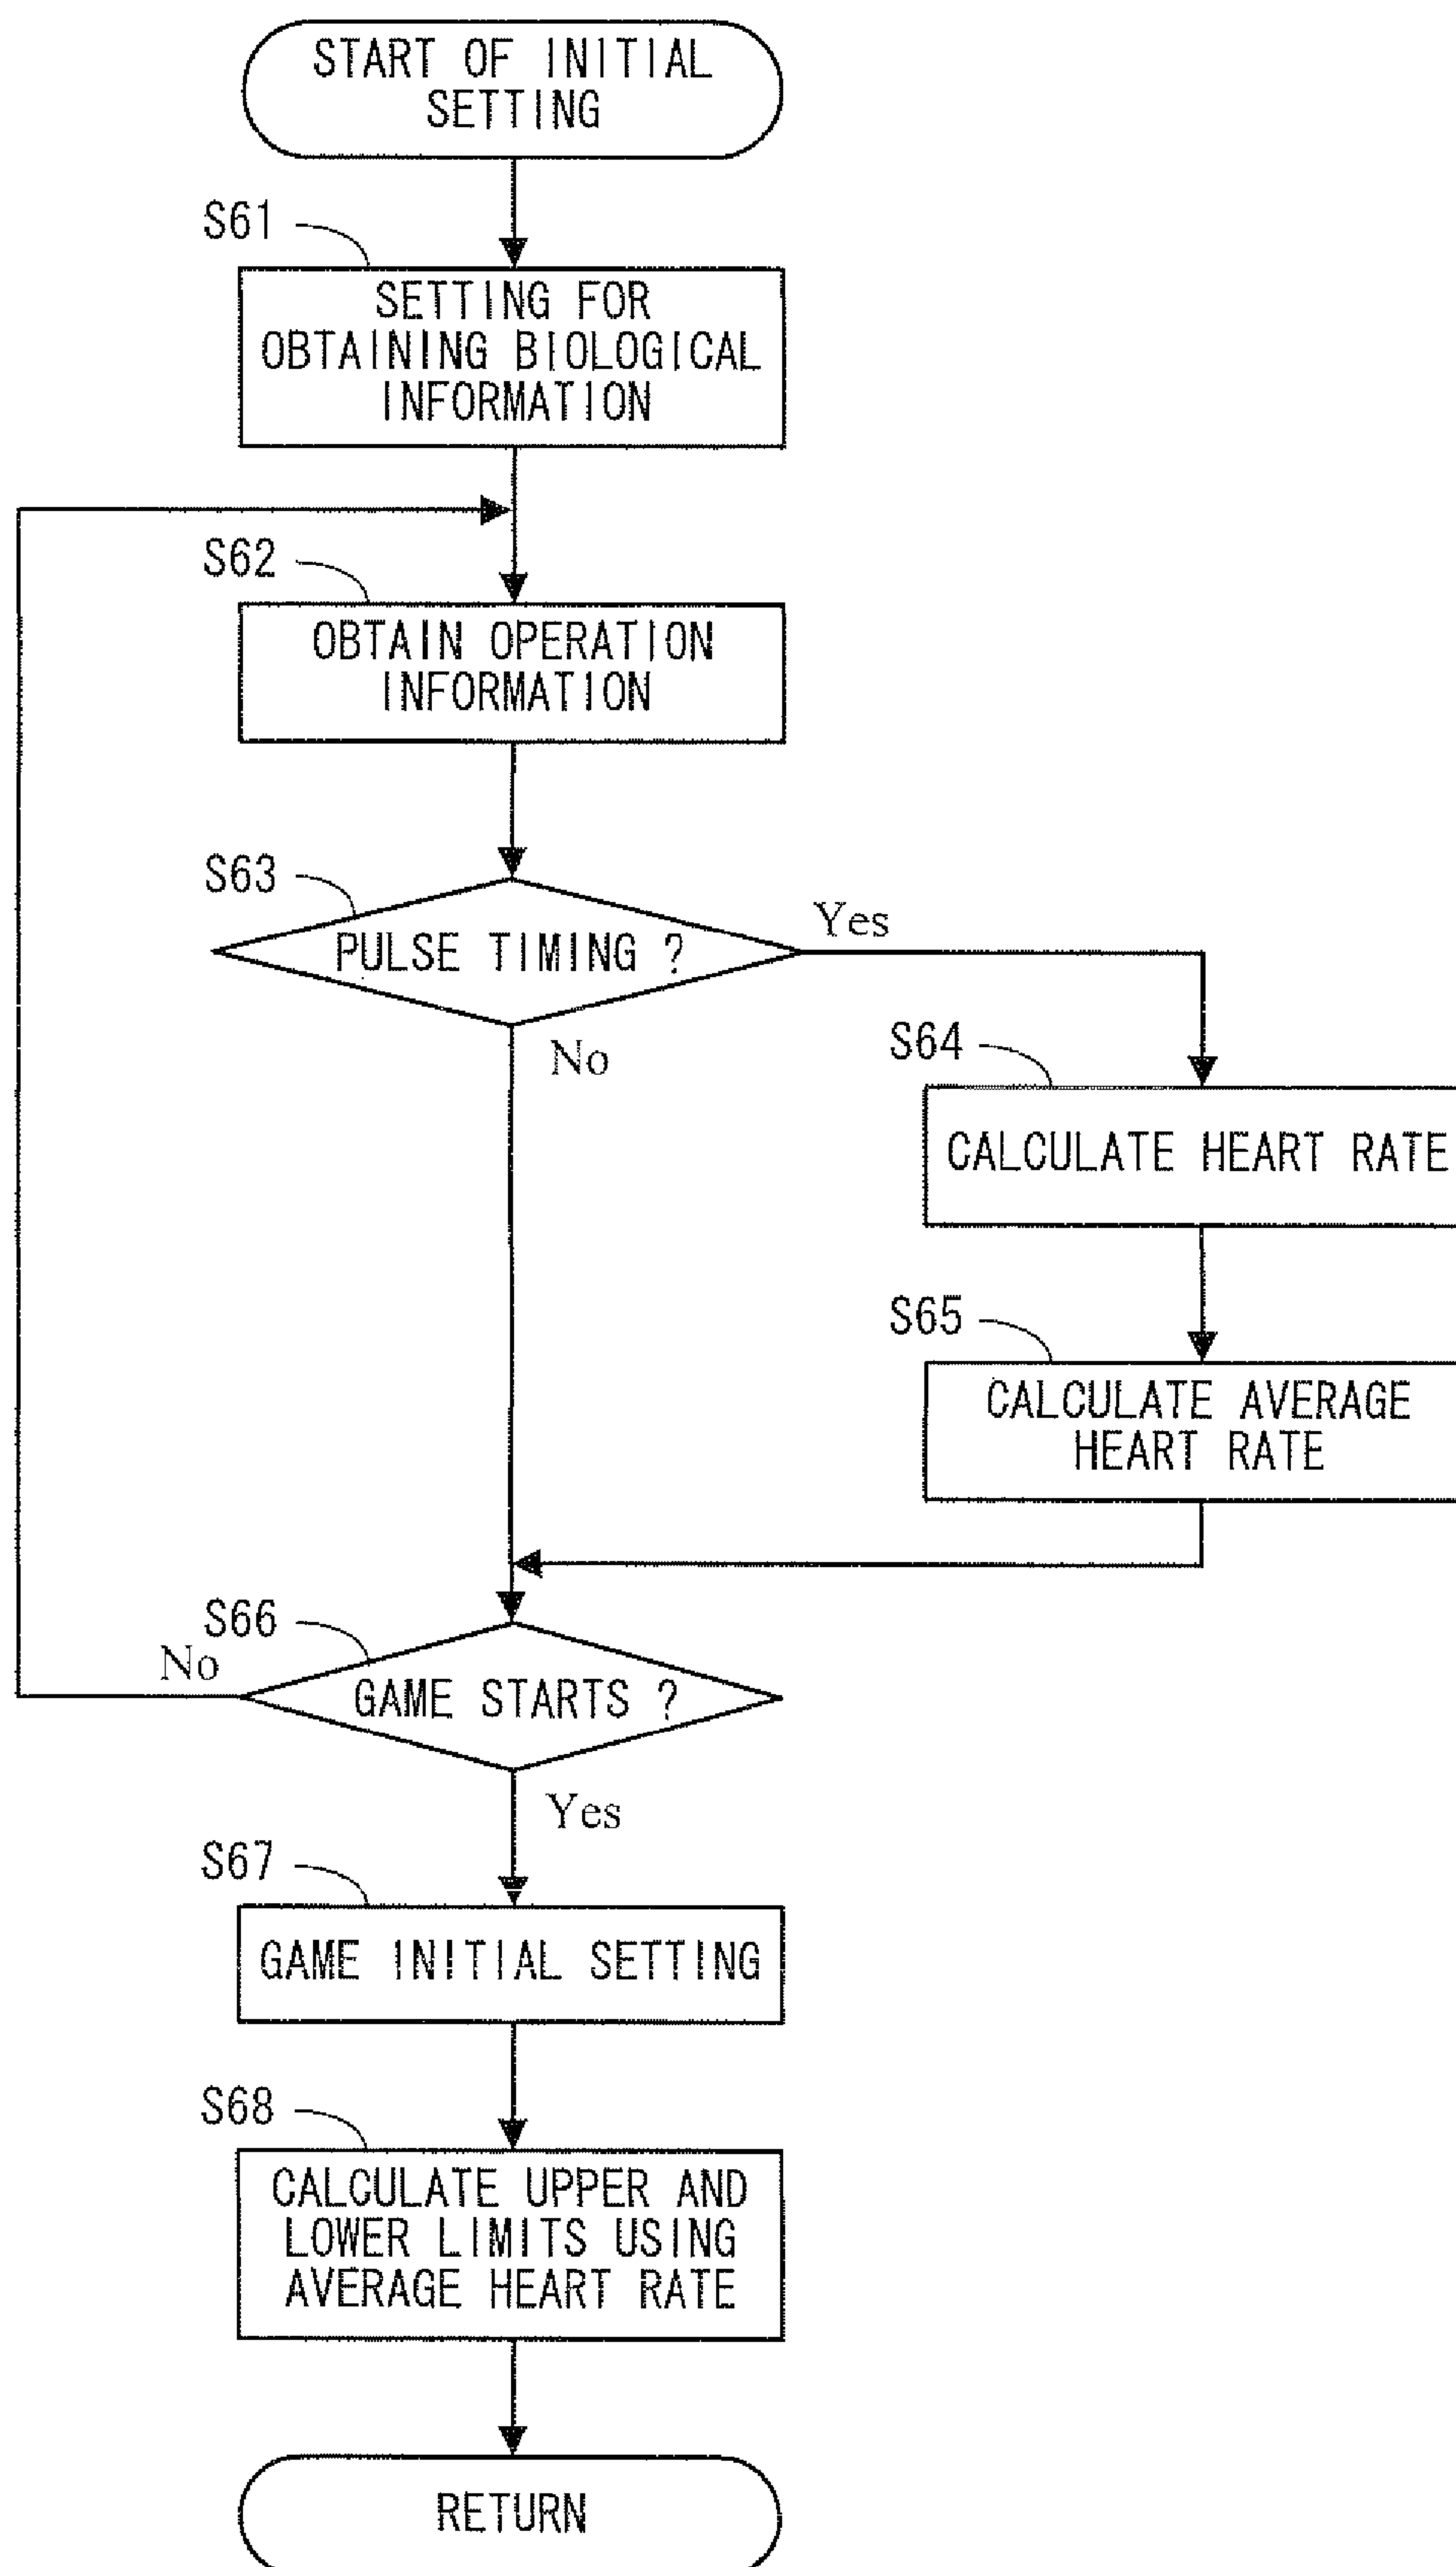 START OF INITIAL
SETTING
S61
SETTING FOR
OBTAINING BIOLOGICAL
INFORMATION
S62
OBTAIN OPERATION
INFORMATION
S63
PULSE TIMING ?
Yes
No
S64
CALCULATE HEART RATE
S65
CALCULATE AVERAGE
HEART RATE
S66
No
GAME STARTS ?
Yes
S67
GAME INITIAL SETTING
S68
CALCULATE UPPER AND
LOWER LIMITS USING
AVERAGE HEART RATE
RETURN